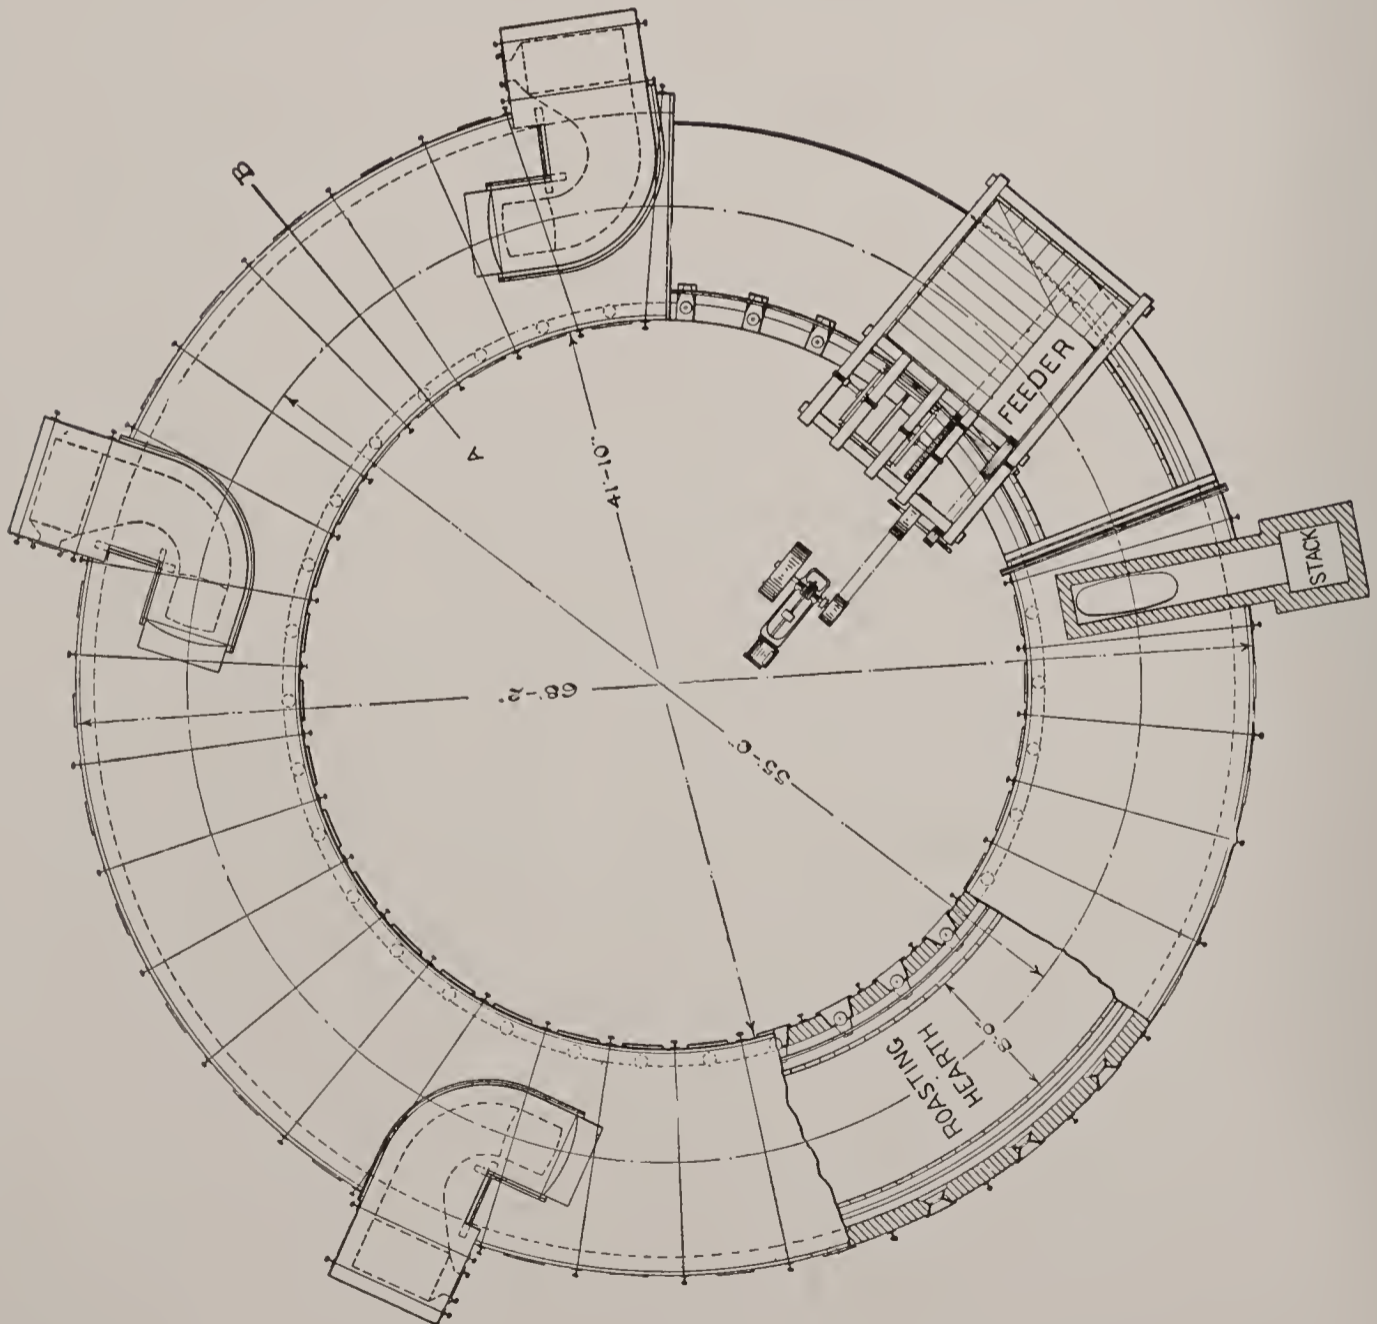 B
A
41'-10"
FEEDER
STACK
68'-2"
55'-0"
8'-0"
ROASTING
HEARTH